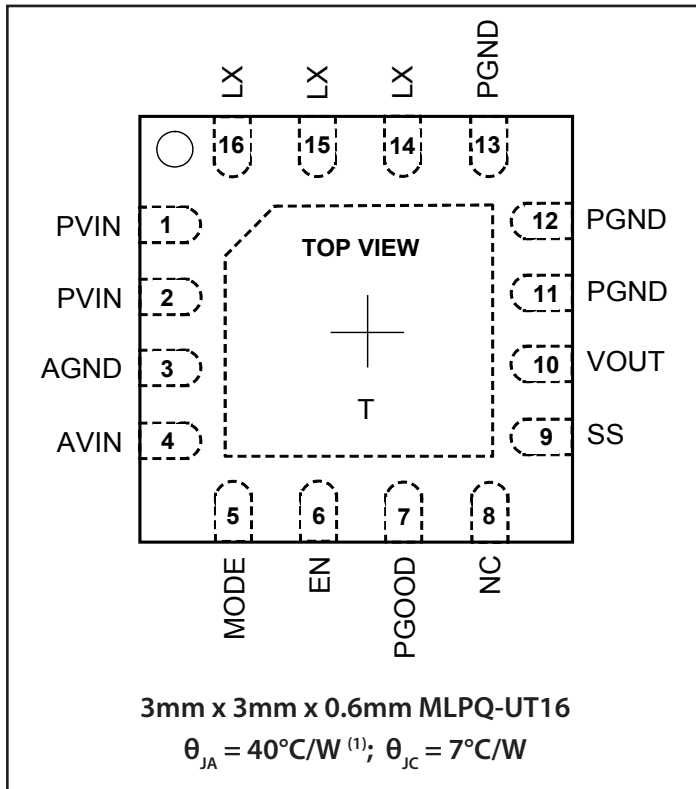 LX LX LX PGND
16 15 14 13
PVIN 1 12 PGND
TOP VIEW
PVIN 2 11 PGND
AGND 3 10 VOUT
T
AVIN 4 9 SS
5 6 7 8
MODE EN PGOOD NC
3mm x 3mm x 0.6mm MLPQ-UT16
θJA = 40°C/W (1); θJC = 7°C/W